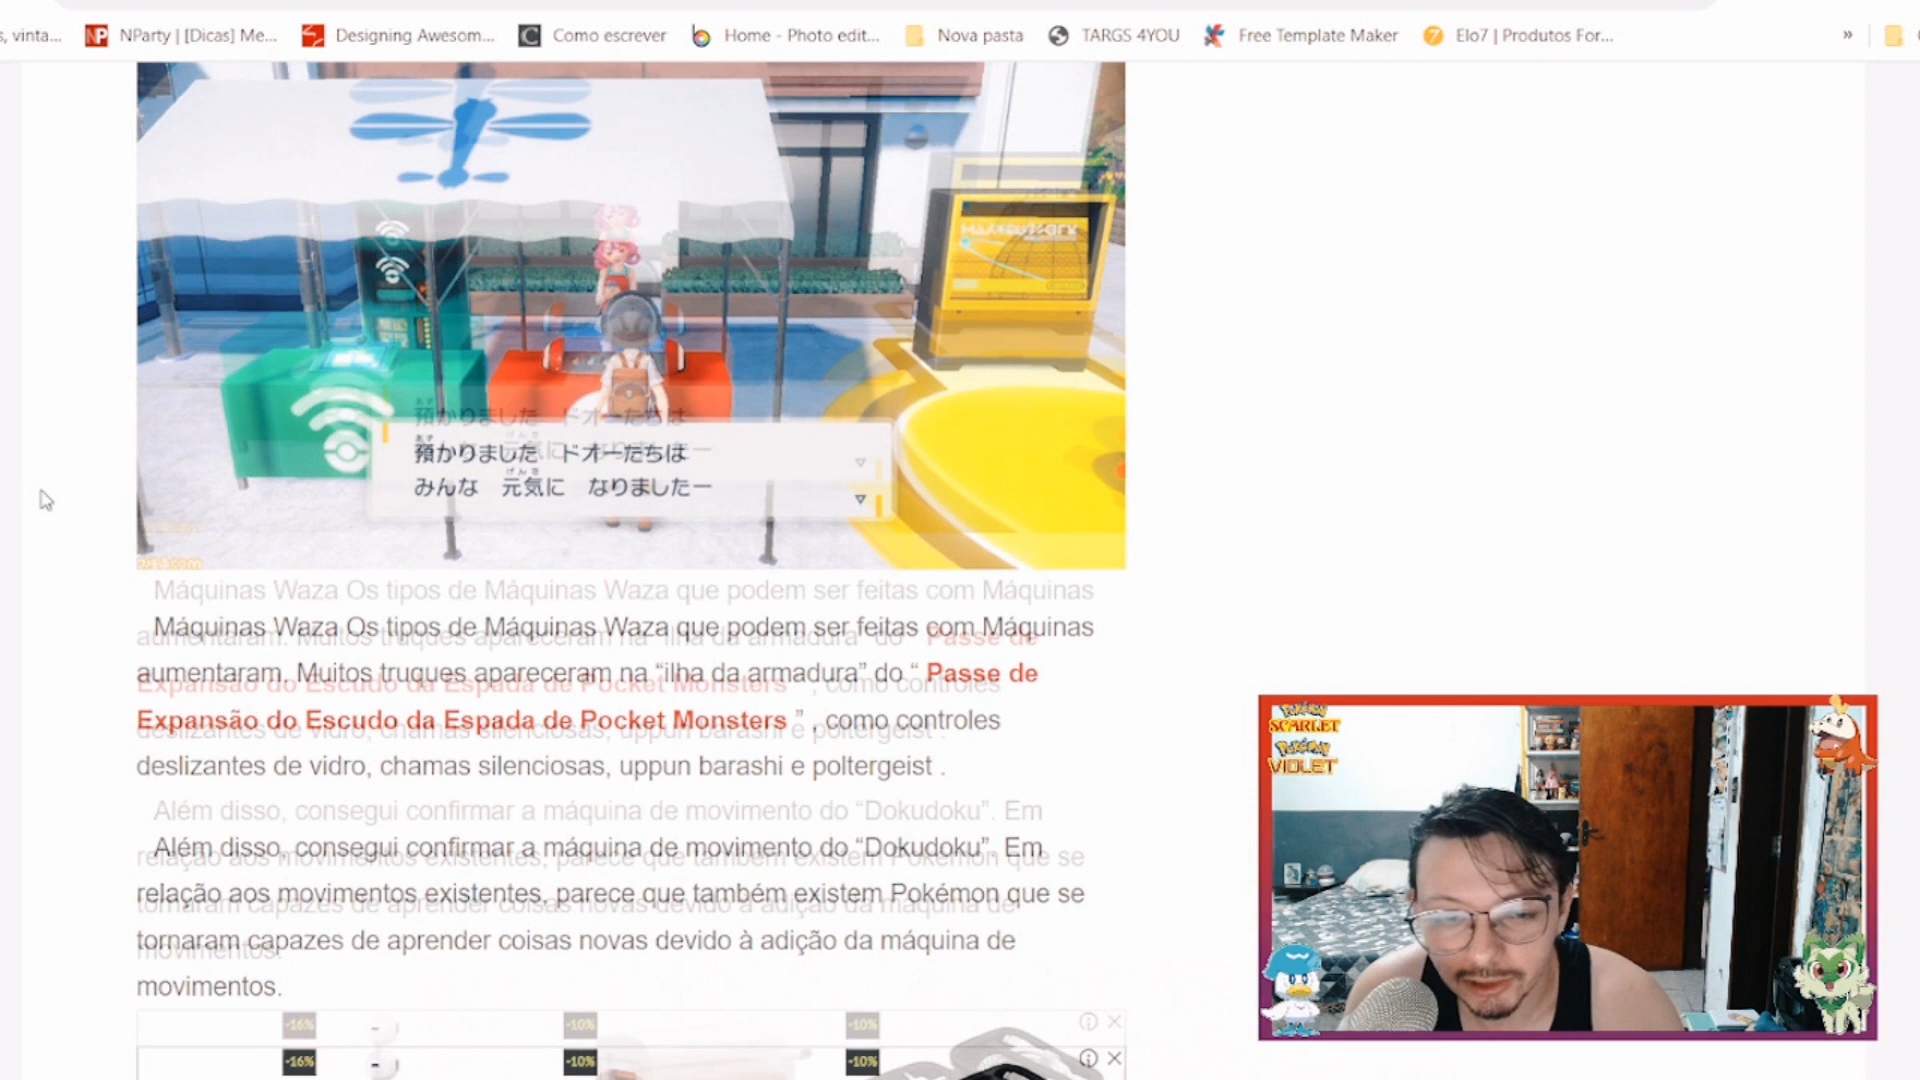 s, vinta...
NParty | [Dicas] Me...
Designing Awesom...
Como escrever
Home - Photo edit...
Nova pasta
TARGS 4YOU
Free Template Maker
Elo7 | Produtos For...
»
預かりました ドオーたちは
みんな 元気に なりましたー
Máquinas Waza Os tipos de Máquinas Waza que podem ser feitas com Máquinas
aumentaram. Muitos truques apareceram na “ilha da armadura” do “ Passe de
Expansão do Escudo da Espada de Pocket Monsters ” , como controles
deslizantes de vidro, chamas silenciosas, uppun barashi e poltergeist .
Além disso, consegui confirmar a máquina de movimento do “Dokudoku”. Em
relação aos movimentos existentes, parece que também existem Pokémon que se
tornaram capazes de aprender coisas novas devido à adição da máquina de
movimentos.
-16%
-10%
-10%
POKÉMON
SCARLET
POKÉMON
VIOLET